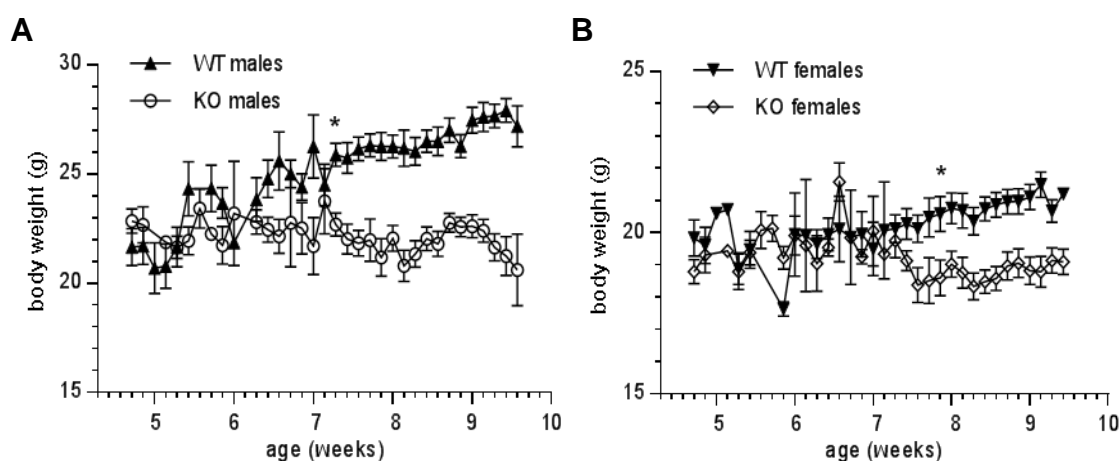 A
WT males
KO males
30
25
20
15
*
body weight (g)
5 6 7 8 9 10
age (weeks)
B
WT females
KO females
25
20
15
*
body weight (g)
5 6 7 8 9 10
age (weeks)